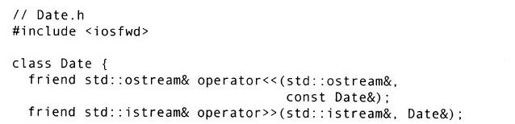 // Date.h
#include <iosfwd>
class Date {
friend std::ostream& operator<<(std::ostream&,
const Date&);
friend std::istream& operator>>(std::istream&, Date&);